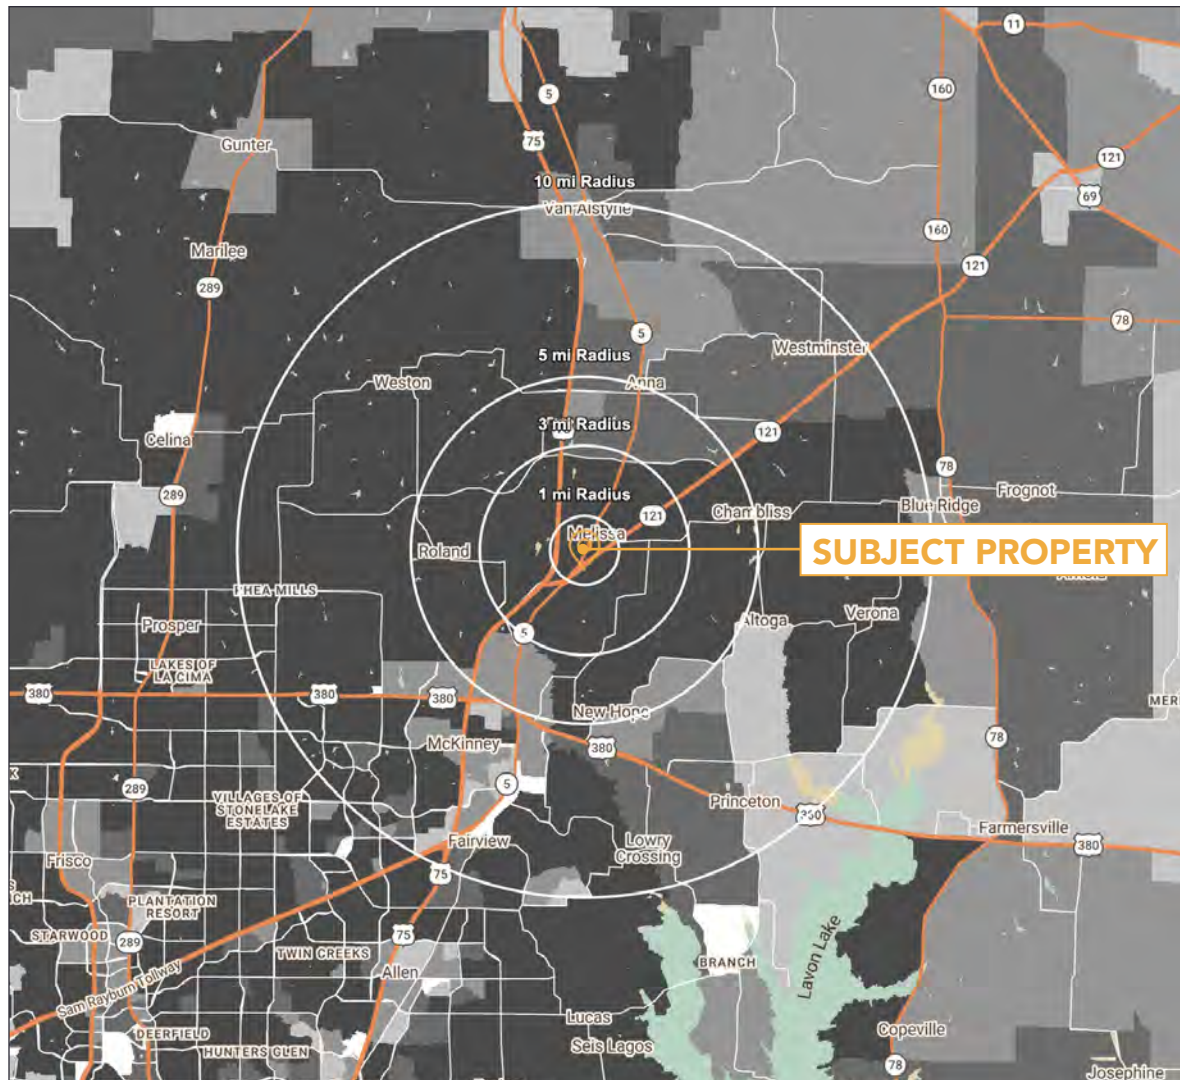 11
160
5
75
Gunter
121
69
10 mi Radius
Van Alstyne
160
Marilee
121
289
78
5
Westminster
5 mi Radius
Weston
Anna
3 mi Radius
121
Celina
78
Frognot
289
1 mi Radius
Blue Ridge
Chambliss
121
Melissa
Roland
SUBJECT PROPERTY
RHEA MILLS
Verona
Altoga
Prosper
5
LAKES OF
LA CIMA
380
380
380
MER
New Hope
McKinney
380
78
5
289
VILLAGES OF
STONELAKE
ESTATES
Princeton
380
Farmersville
Fairview
Lowry
Crossing
380
Frisco
75
CH
PLANTATION
RESORT
STARWOOD
289
75
TWIN CREEKS
BRANCH
Lavon Lake
Allen
Sam Rayburn Tollway
Lucas
DEERFIELD
Copeville
HUNTERS GLEN
Seis Lagos
78
Josephine